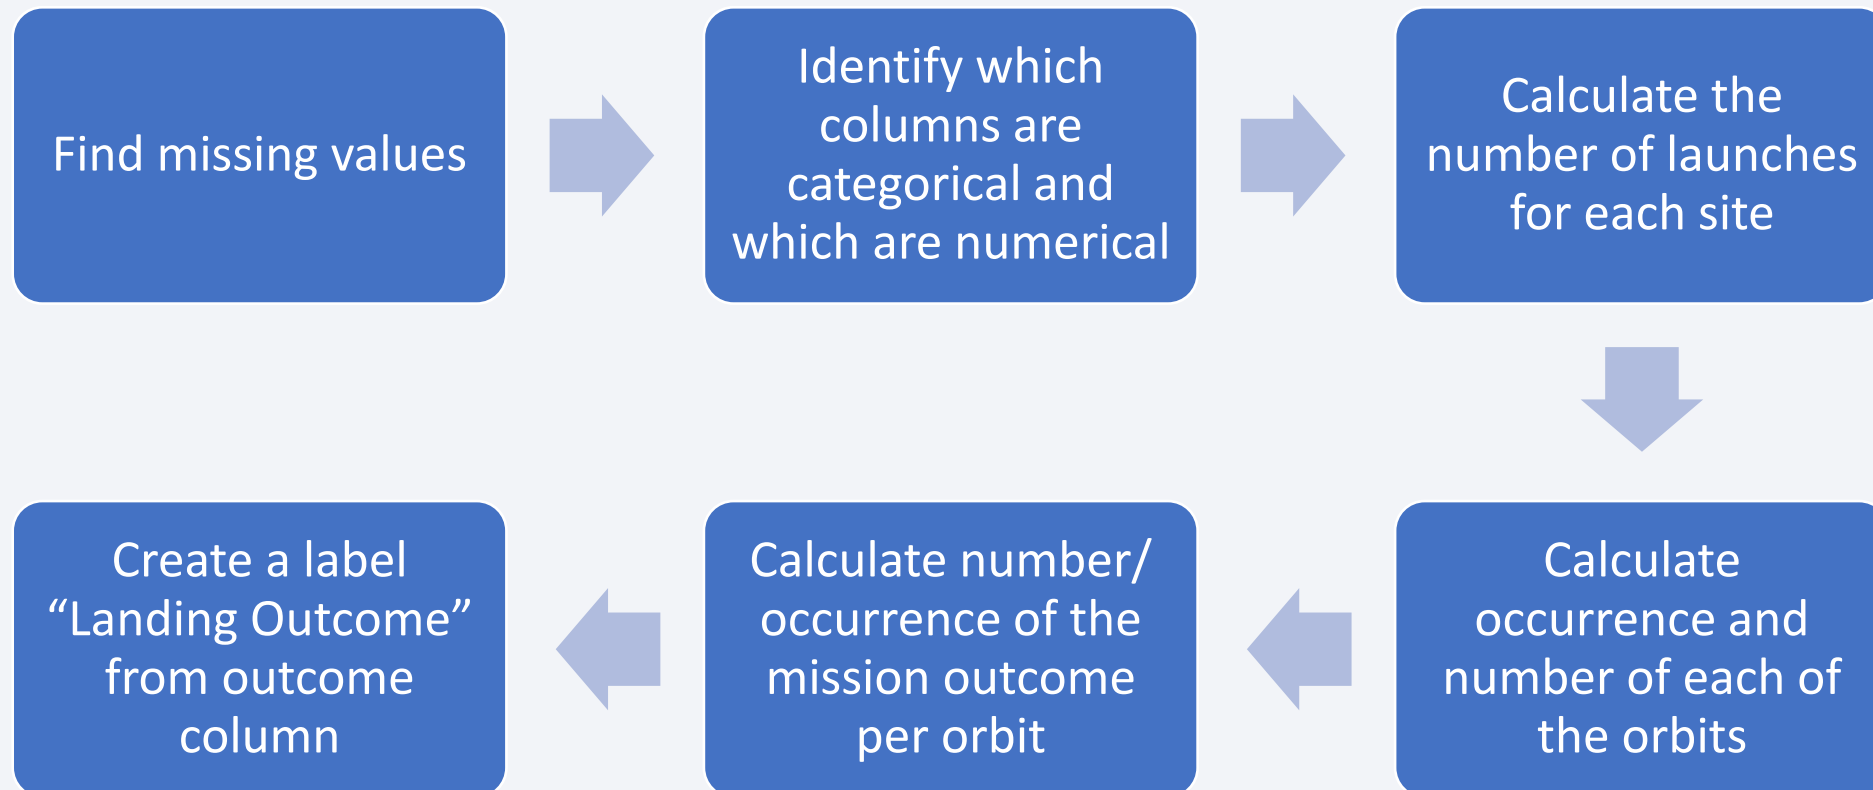 Find missing values
Identify which
columns are
categorical and
which are numerical
Calculate the
number of launches
for each site
Calculate
occurrence and
number of each of
the orbits
Calculate number/
occurrence of the
mission outcome
per orbit
Create a label
“Landing Outcome”
from outcome
column